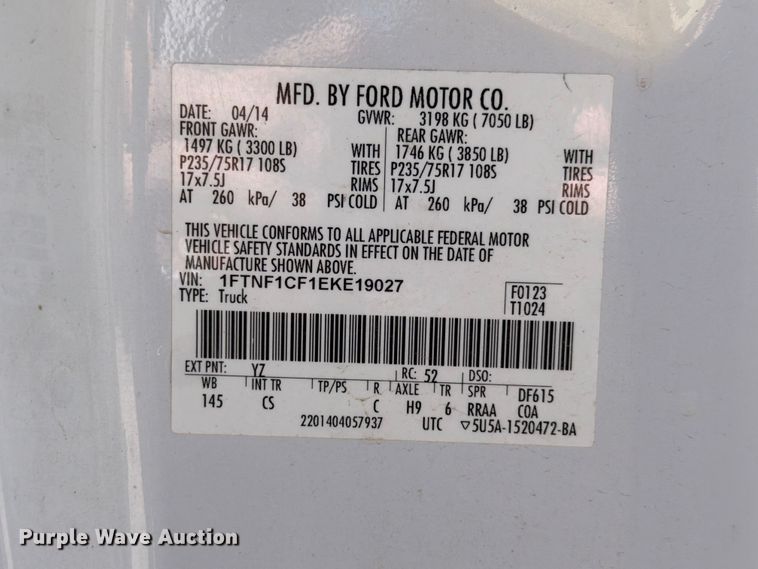 MFD. BY FORD MOTOR CO.
DATE: 04/14 GVWR: 3198 KG ( 7050 LB)
FRONT GAWR: REAR GAWR:
1497 KG ( 3300 LB) WITH 1746 KG ( 3850 LB) WITH
P235/75R17 108S TIRES P235/75R17 108S TIRES
17x7.5J RIMS 17x7.5J RIMS
AT 260 kPa/ 38 PSI COLD AT 260 kPa/ 38 PSI COLD
THIS VEHICLE CONFORMS TO ALL APPLICABLE FEDERAL MOTOR
VEHICLE SAFETY STANDARDS IN EFFECT ON THE DATE OF
MANUFACTURE SHOWN ABOVE.
VIN: 1FTNF1CF1EKE19027 F0123
TYPE: Truck T1024
EXT PNT: YZ RC: 52 DSO:
WB INT TR TP/PS R AXLE TR SPR DF615
145 CS C H9 6 RRAA COA
2201404057937 UTC ▽5U5A-1520472-BA
Purple Wave Auction